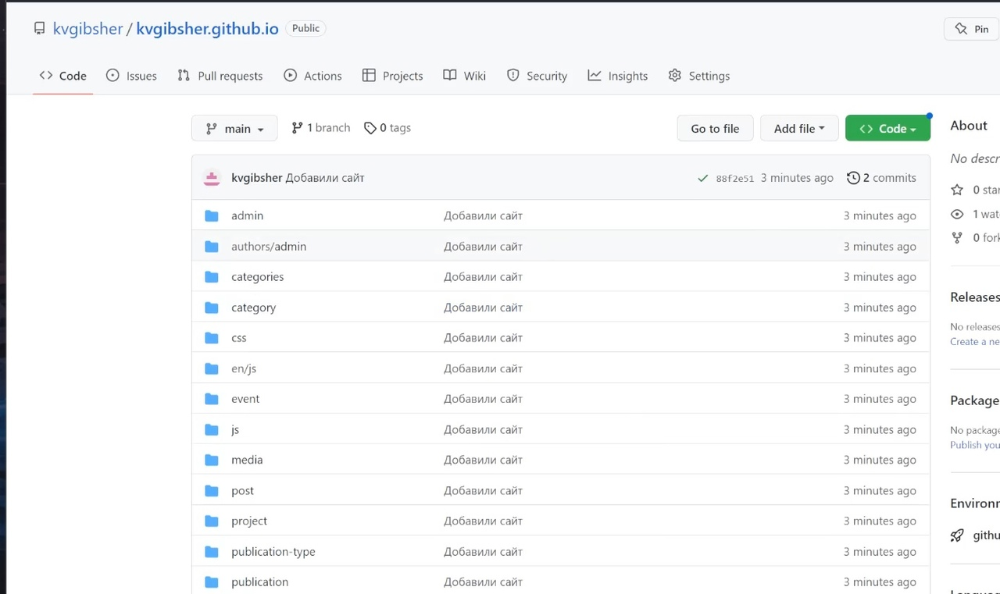 kvgibsher / kvgibsher.github.io Public
Pin
Code Issues Pull requests Actions Projects Wiki Security Insights Settings
main 1 branch 0 tags Go to file Add file Code
About
No descr
kvgibsher Добавили сайт 88f2e51 3 minutes ago 2 commits
0 star
1 wat
0 fork
admin Добавили сайт 3 minutes ago
authors/admin Добавили сайт 3 minutes ago
categories Добавили сайт 3 minutes ago
category Добавили сайт 3 minutes ago
css Добавили сайт 3 minutes ago
en/js Добавили сайт 3 minutes ago
event Добавили сайт 3 minutes ago
js Добавили сайт 3 minutes ago
media Добавили сайт 3 minutes ago
post Добавили сайт 3 minutes ago
project Добавили сайт 3 minutes ago
publication-type Добавили сайт 3 minutes ago
publication Добавили сайт 3 minutes ago
Releases
No releases
Create a ne
Package
No package
Publish you
Environm
githu